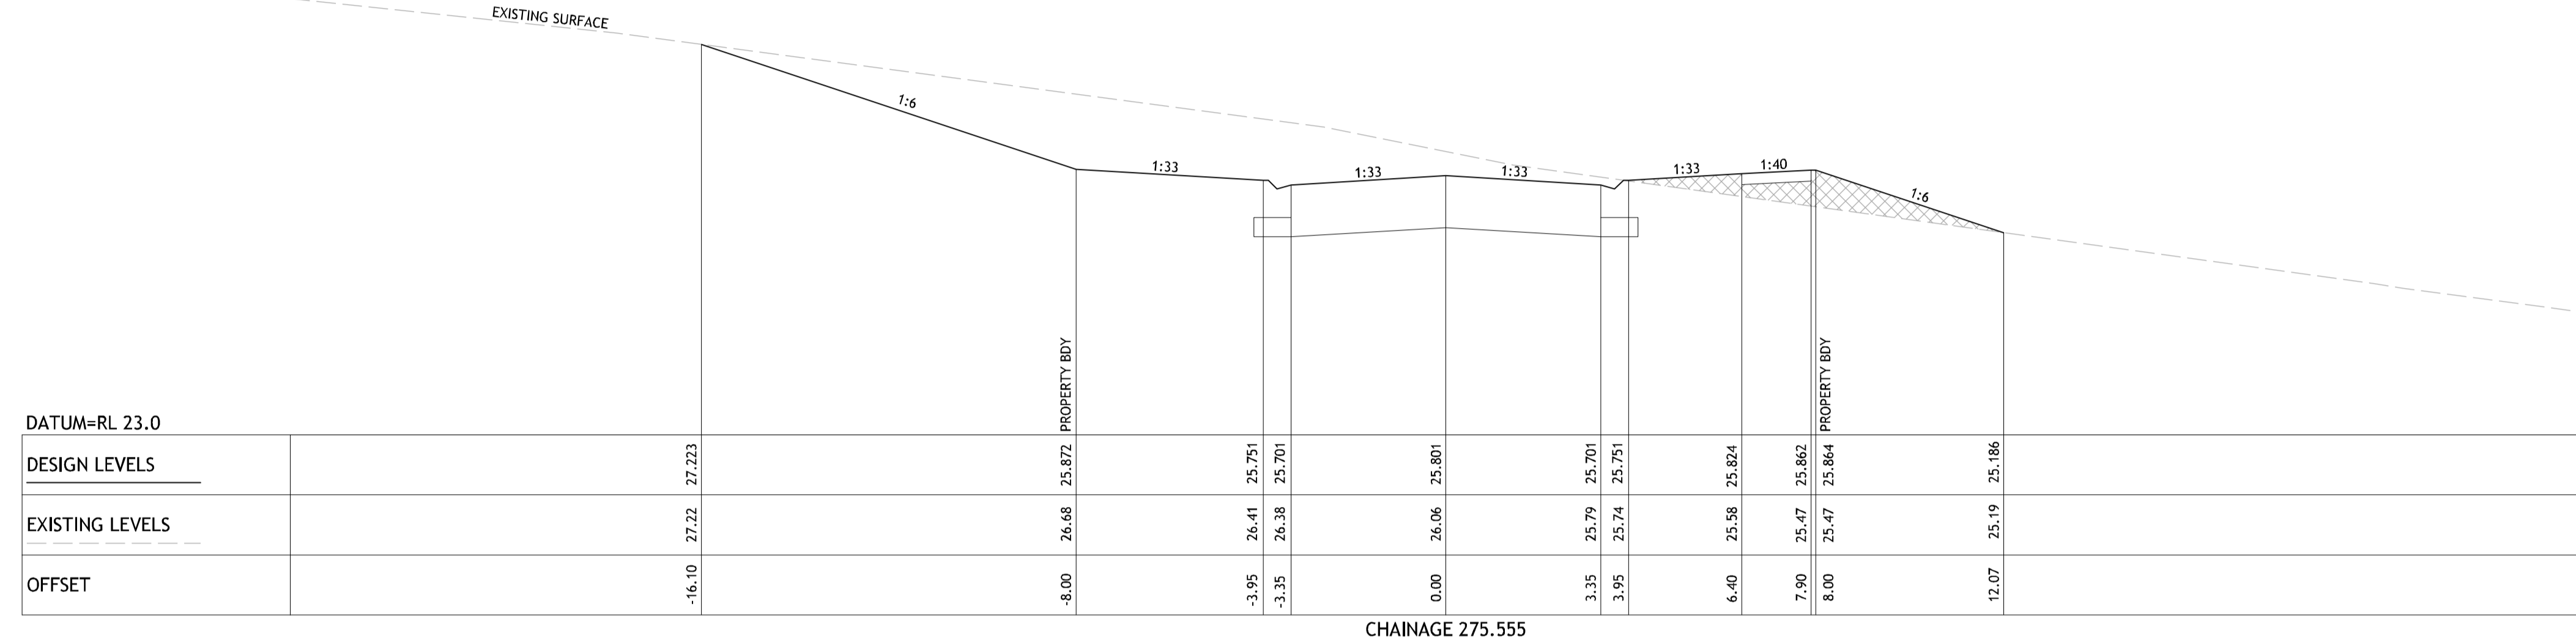 EXISTING SURFACE
1:6
1:33
1:33
1:33
1:33
1:40
1:6
PROPERTY BDY
PROPERTY BDY
DATUM=RL 23.0
DESIGN LEVELS 27.223 25.872 25.751 25.701 25.801 25.701 25.751 25.824 25.862 25.864 25.186
EXISTING LEVELS 27.22 26.68 26.41 26.38 26.06 25.79 25.74 25.58 25.47 25.47 25.19
OFFSET -16.10 -8.00 -3.95 -3.35 0.00 3.35 3.95 6.40 7.90 8.00 12.07
CHAINAGE 275.555